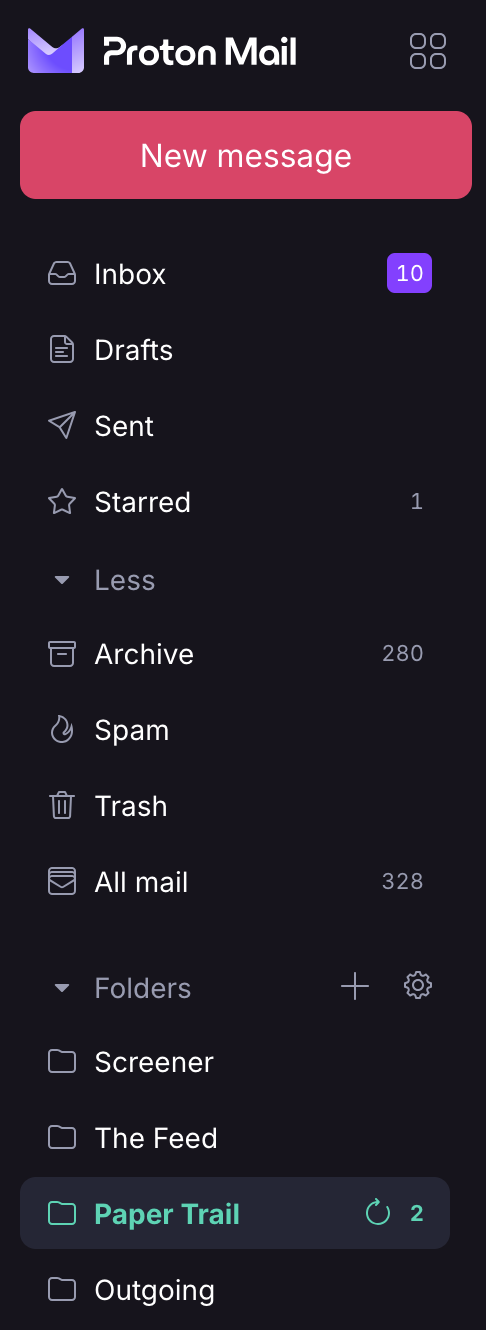 Proton Mail
New message
Inbox 10
Drafts
Sent
Starred 1
Less
Archive 280
Spam
Trash
All mail 328
Folders
Screener
The Feed
Paper Trail 2
Outgoing